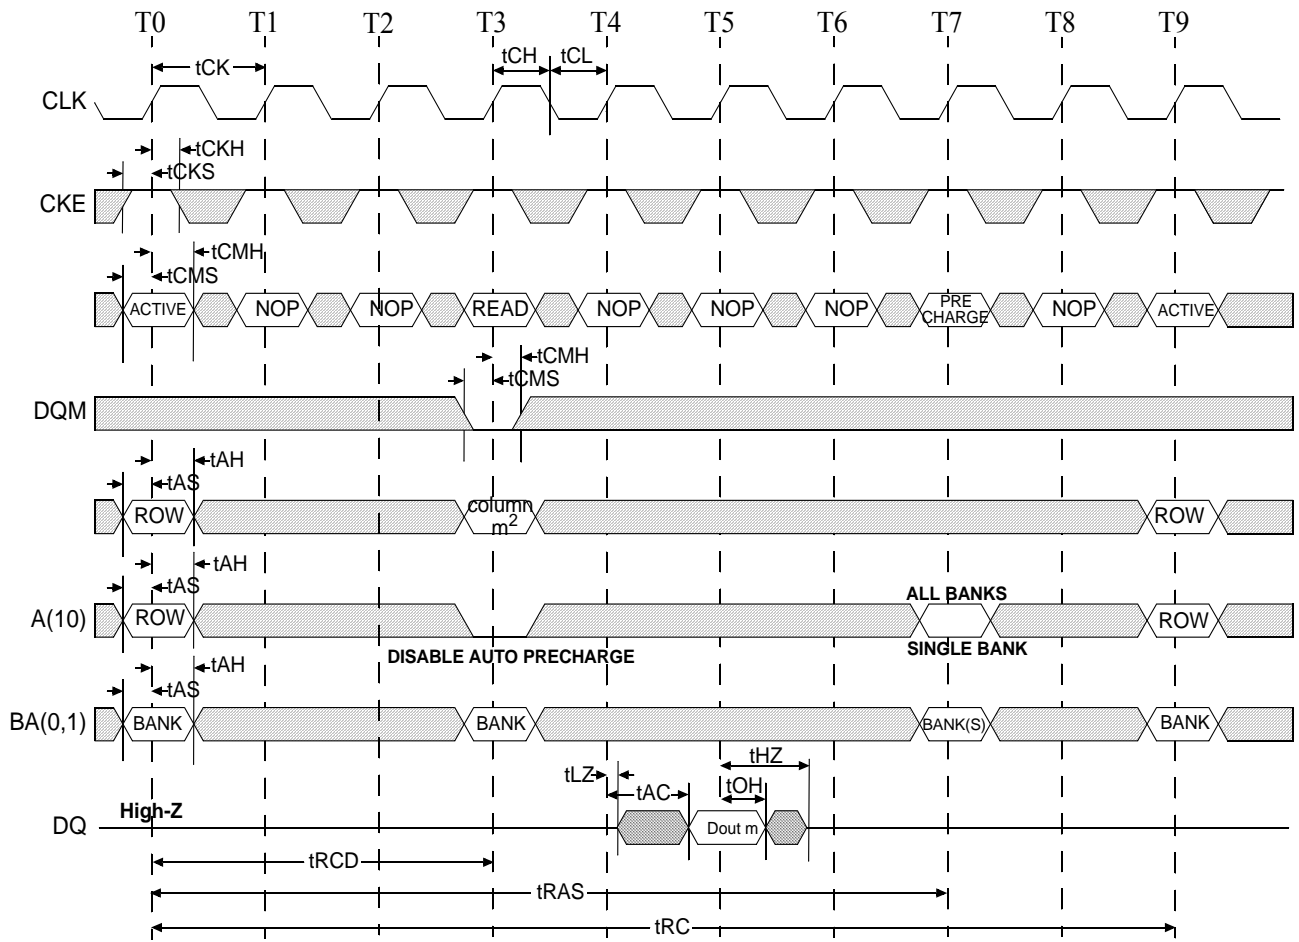 T0 T1 T2 T3 T4 T5 T6 T7 T8 T9
tCK tCH tCL
CLK
tCKH
tCKS
CKE
tCMH
tCMS
ACTIVE NOP NOP READ NOP NOP NOP PRE CHARGE NOP ACTIVE
tCMH
tCMS
DQM
tAH
tAS
ROW column m2 ROW
tAH
tAS
ALL BANKS
A(10) ROW ROW
DISABLE AUTO PRECHARGE SINGLE BANK
tAH
tAS
BA(0,1) BANK BANK BANK(S) BANK
tHZ
tLZ tAC tOH
High-Z
DQ Dout m
tRCD
tRAS
tRC